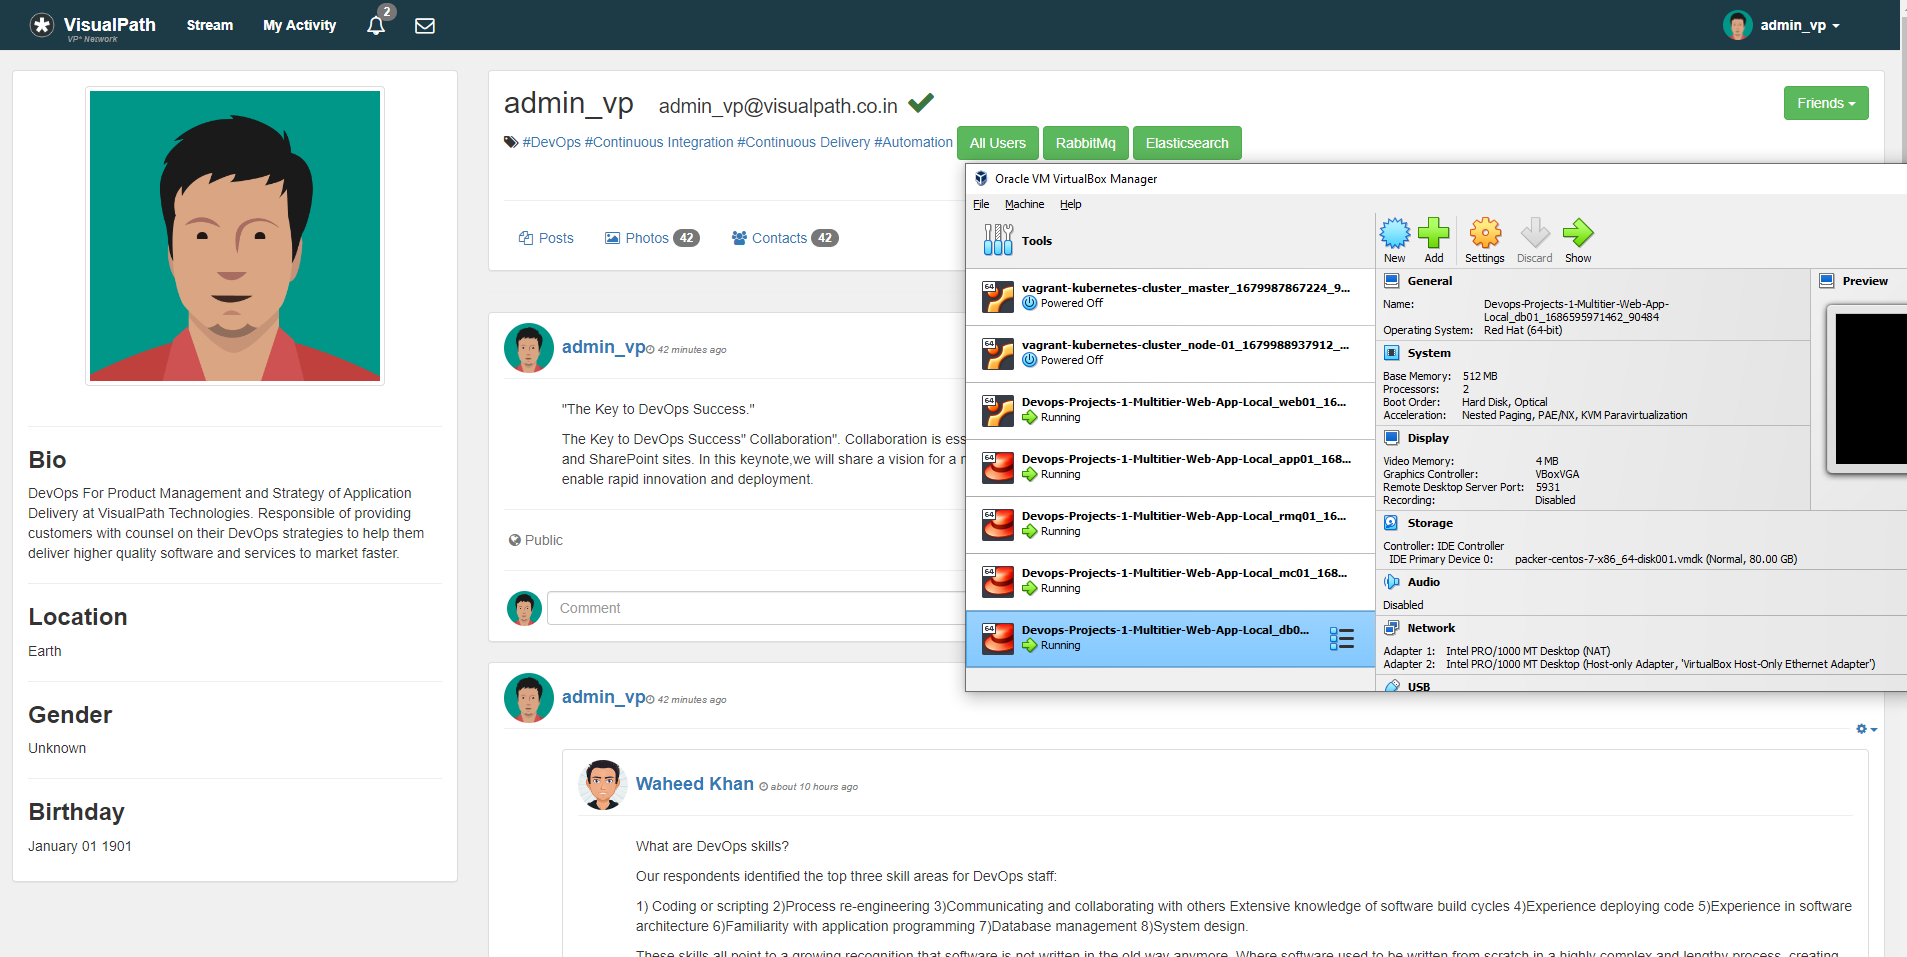 VisualPath
VP* Network
Stream
My Activity
2
admin_vp
admin_vp admin_vp@visualpath.co.in
Friends
#DevOps #Continuous Integration #Continuous Delivery #Automation All Users RabbitMq Elasticsearch
Posts
Photos 42
Contacts 42
Bio
DevOps For Product Management and Strategy of Application
Delivery at VisualPath Technologies. Responsible of providing
customers with counsel on their DevOps strategies to help them
deliver higher quality software and services to market faster.
Location
Earth
Gender
Unknown
Birthday
January 01 1901
admin_vp 42 minutes ago
"The Key to DevOps Success."
The Key to DevOps Success" Collaboration". Collaboration is ess
and SharePoint sites. In this keynote,we will share a vision for a
enable rapid innovation and deployment.
Public
Comment
admin_vp 42 minutes ago
Waheed Khan about 10 hours ago
What are DevOps skills?
Our respondents identified the top three skill areas for DevOps staff:
1) Coding or scripting 2)Process re-engineering 3)Communicating and collaborating with others Extensive knowledge of software build cycles 4)Experience deploying code 5)Experience in software
architecture 6)Familiarity with application programming 7)Database management 8)System design.
These skills all point to a growing recognition that software is not written in the old way anymore. Where software used to be written from scratch in a highly complex and lengthy process, creating
Oracle VM VirtualBox Manager
File Machine Help
Tools
New Add Settings Discard Show
vagrant-kubernetes-cluster_master_1679987867224_9...
Powered Off
vagrant-kubernetes-cluster_node-01_1679988937912_...
Powered Off
Devops-Projects-1-Multitier-Web-App-Local_web01_16...
Running
Devops-Projects-1-Multitier-Web-App-Local_app01_168...
Running
Devops-Projects-1-Multitier-Web-App-Local_rmq01_16...
Running
Devops-Projects-1-Multitier-Web-App-Local_mc01_168...
Running
Devops-Projects-1-Multitier-Web-App-Local_db0...
Running
64
64
64
64
64
64
64
General
Name: Devops-Projects-1-Multitier-Web-App-
Local_db01_1686595971462_90484
Operating System: Red Hat (64-bit)
Preview
System
Base Memory: 512 MB
Processors: 2
Boot Order: Hard Disk, Optical
Acceleration: Nested Paging, PAE/NX, KVM Paravirtualization
Display
Video Memory: 4 MB
Graphics Controller: VBoxVGA
Remote Desktop Server Port: 5931
Recording: Disabled
Storage
Controller: IDE Controller
IDE Primary Device 0: packer-centos-7-x86_64-disk001.vmdk (Normal, 80.00 GB)
Audio
Disabled
Network
Adapter 1: Intel PRO/1000 MT Desktop (NAT)
Adapter 2: Intel PRO/1000 MT Desktop (Host-only Adapter, 'VirtualBox Host-Only Ethernet Adapter')
USB